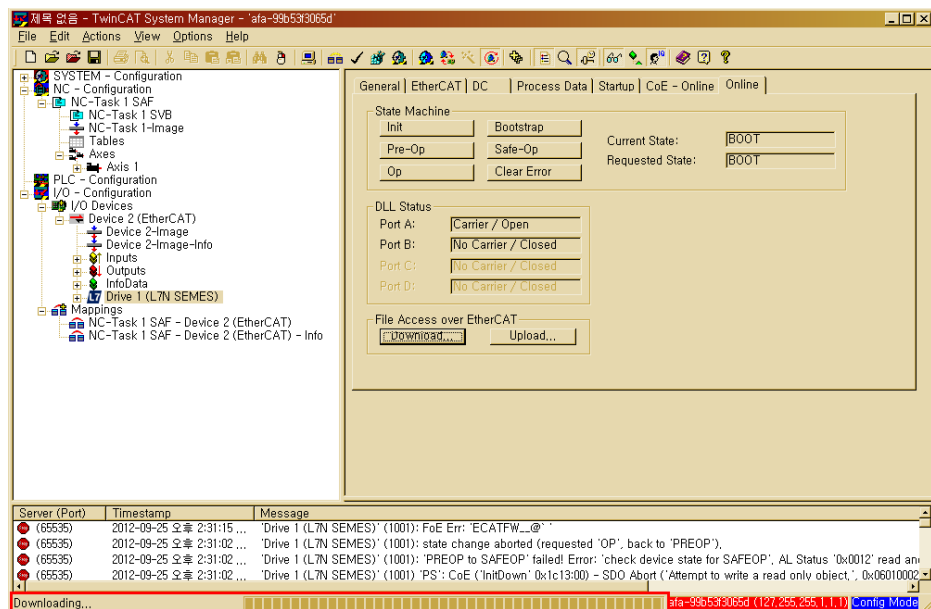 제목 없음 - TwinCAT System Manager - 'afa-99b53f3065d'
File Edit Actions View Options Help
SYSTEM - Configuration
NC - Configuration
NC-Task 1 SAF
NC-Task 1 SVB
NC-Task 1-Image
Tables
Axes
Axis 1
PLC - Configuration
I/O - Configuration
I/O Devices
Device 2 (EtherCAT)
Device 2-Image
Device 2-Image-Info
Inputs
Outputs
InfoData
L7 Drive 1 (L7N SEMES)
Mappings
NC-Task 1 SAF - Device 2 (EtherCAT)
NC-Task 1 SAF - Device 2 (EtherCAT) - Info
General EtherCAT DC Process Data Startup CoE - Online Online
State Machine
Init Bootstrap
Pre-Op Safe-Op
Op Clear Error
Current State: BOOT
Requested State: BOOT
DLL Status
Port A: Carrier / Open
Port B: No Carrier / Closed
Port C: No Carrier / Closed
Port D: No Carrier / Closed
File Access over EtherCAT
Download... Upload...
Server (Port) Timestamp Message
(65535) 2012-09-25 오후 2:31:15 ... 'Drive 1 (L7N SEMES)' (1001): FoE Err: 'ECATFW__@' '
(65535) 2012-09-25 오후 2:31:02 ... 'Drive 1 (L7N SEMES)' (1001): state change aborted (requested 'OP', back to 'PREOP').
(65535) 2012-09-25 오후 2:31:02 ... 'Drive 1 (L7N SEMES)' (1001): 'PREOP to SAFEOP' failed! Error: 'check device state for SAFEOP', AL Status '0x0012' read and
(65535) 2012-09-25 오후 2:31:02 ... 'Drive 1 (L7N SEMES)' (1001) 'PS': CoE ('InitDown' 0x1c13:00) - SDO Abort ('Attempt to write a read only object.', 0x06010002
Downloading... afa-99b53f3065d (127.255.255.1.1.1) Config Mode